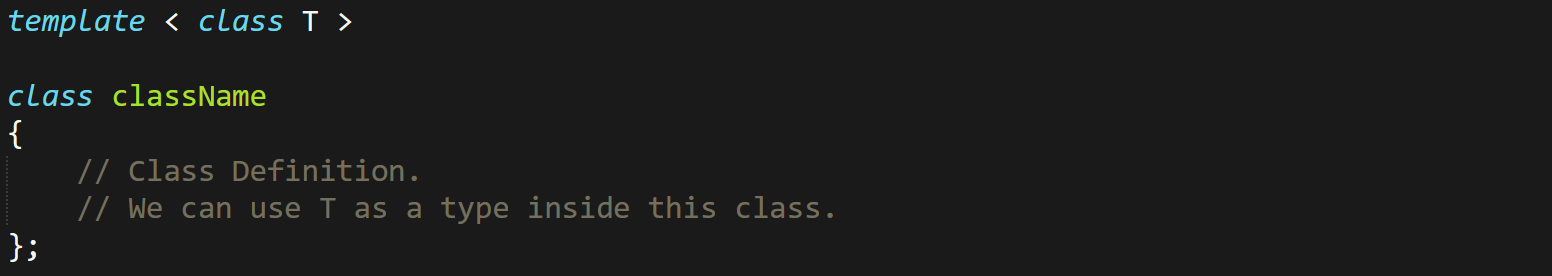 template < class T >
class className
{
// Class Definition.
// We can use T as a type inside this class.
};